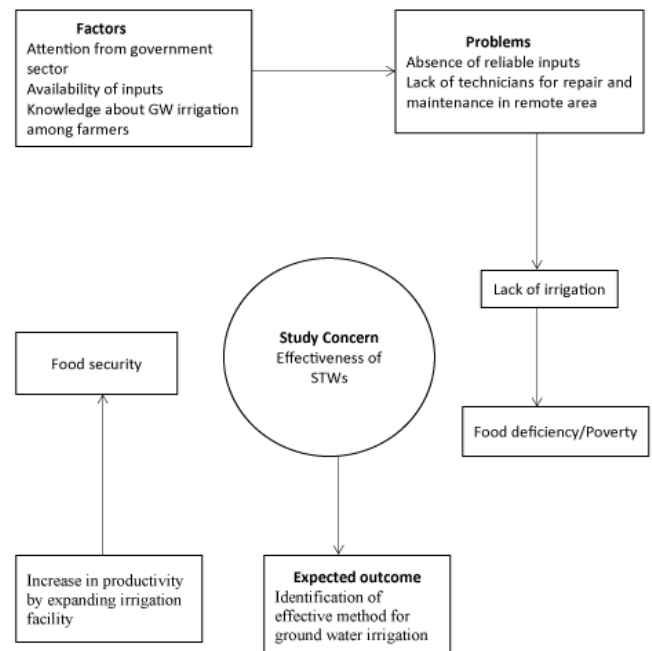 Factors
Attention from government
sector
Availability of inputs
Knowledge about GW irrigation
among farmers
Problems
Absence of reliable inputs
Lack of technicians for repair and
maintenance in remote area
Lack of irrigation
Study Concern
Effectiveness of
STWs
Food security
Food deficiency/Poverty
Increase in productivity
by expanding irrigation
facility
Expected outcome
Identification of
effective method for
ground water irrigation